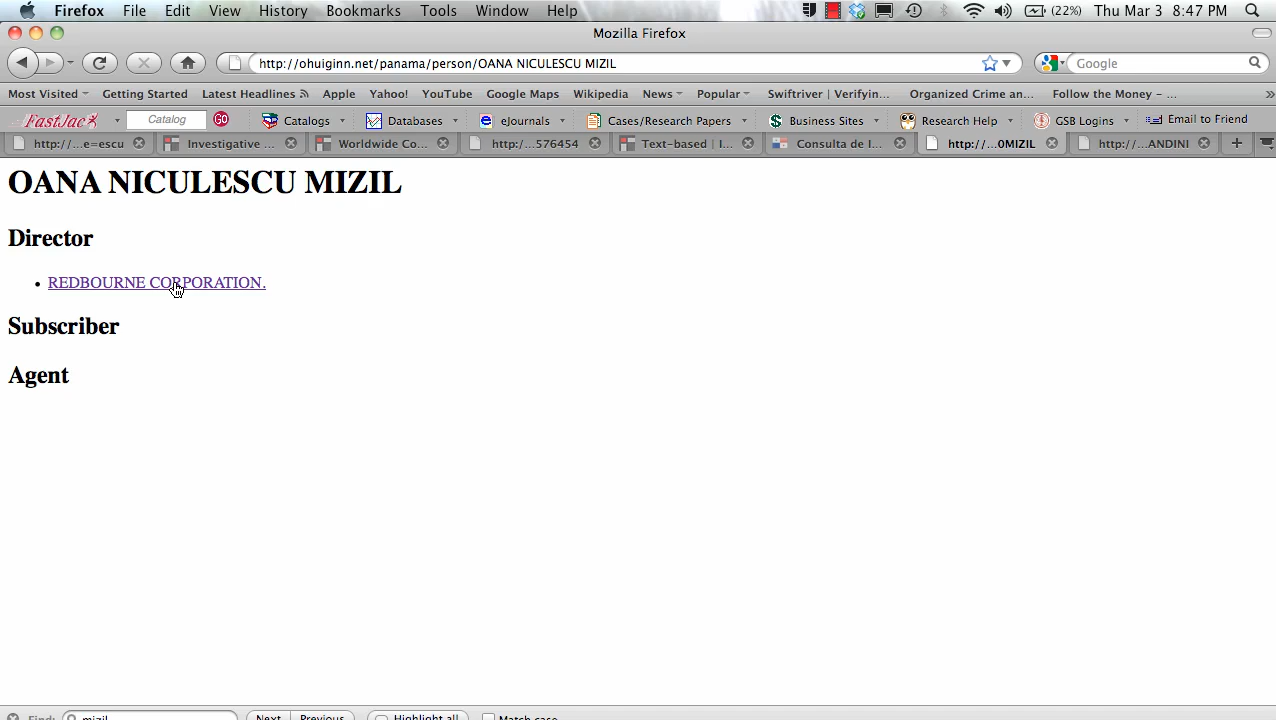 Firefox File Edit View History Bookmarks Tools Window Help (22%) Thu Mar 3 8:47 PM
Mozilla Firefox
http://ohuiginn.net/panama/person/OANA NICULESCU MIZIL Google
Most Visited Getting Started Latest Headlines Apple Yahoo! YouTube Google Maps Wikipedia News Popular Swiftriver | Verifyin... Organized Crime an... Follow the Money – ... »
FastJac Catalog GO Catalogs Databases eJournals Cases/Research Papers Business Sites Research Help GSB Logins Email to Friend
http://...e=escu Investigative ... Worldwide Co... http:/...576454 Text-based | I... Consulta de I... http://...0MIZIL http://...ANDINI +
OANA NICULESCU MIZIL
Director
• REDBOURNE CORPORATION.
Subscriber
Agent
Find: mizil Next Previous Highlight all Match case